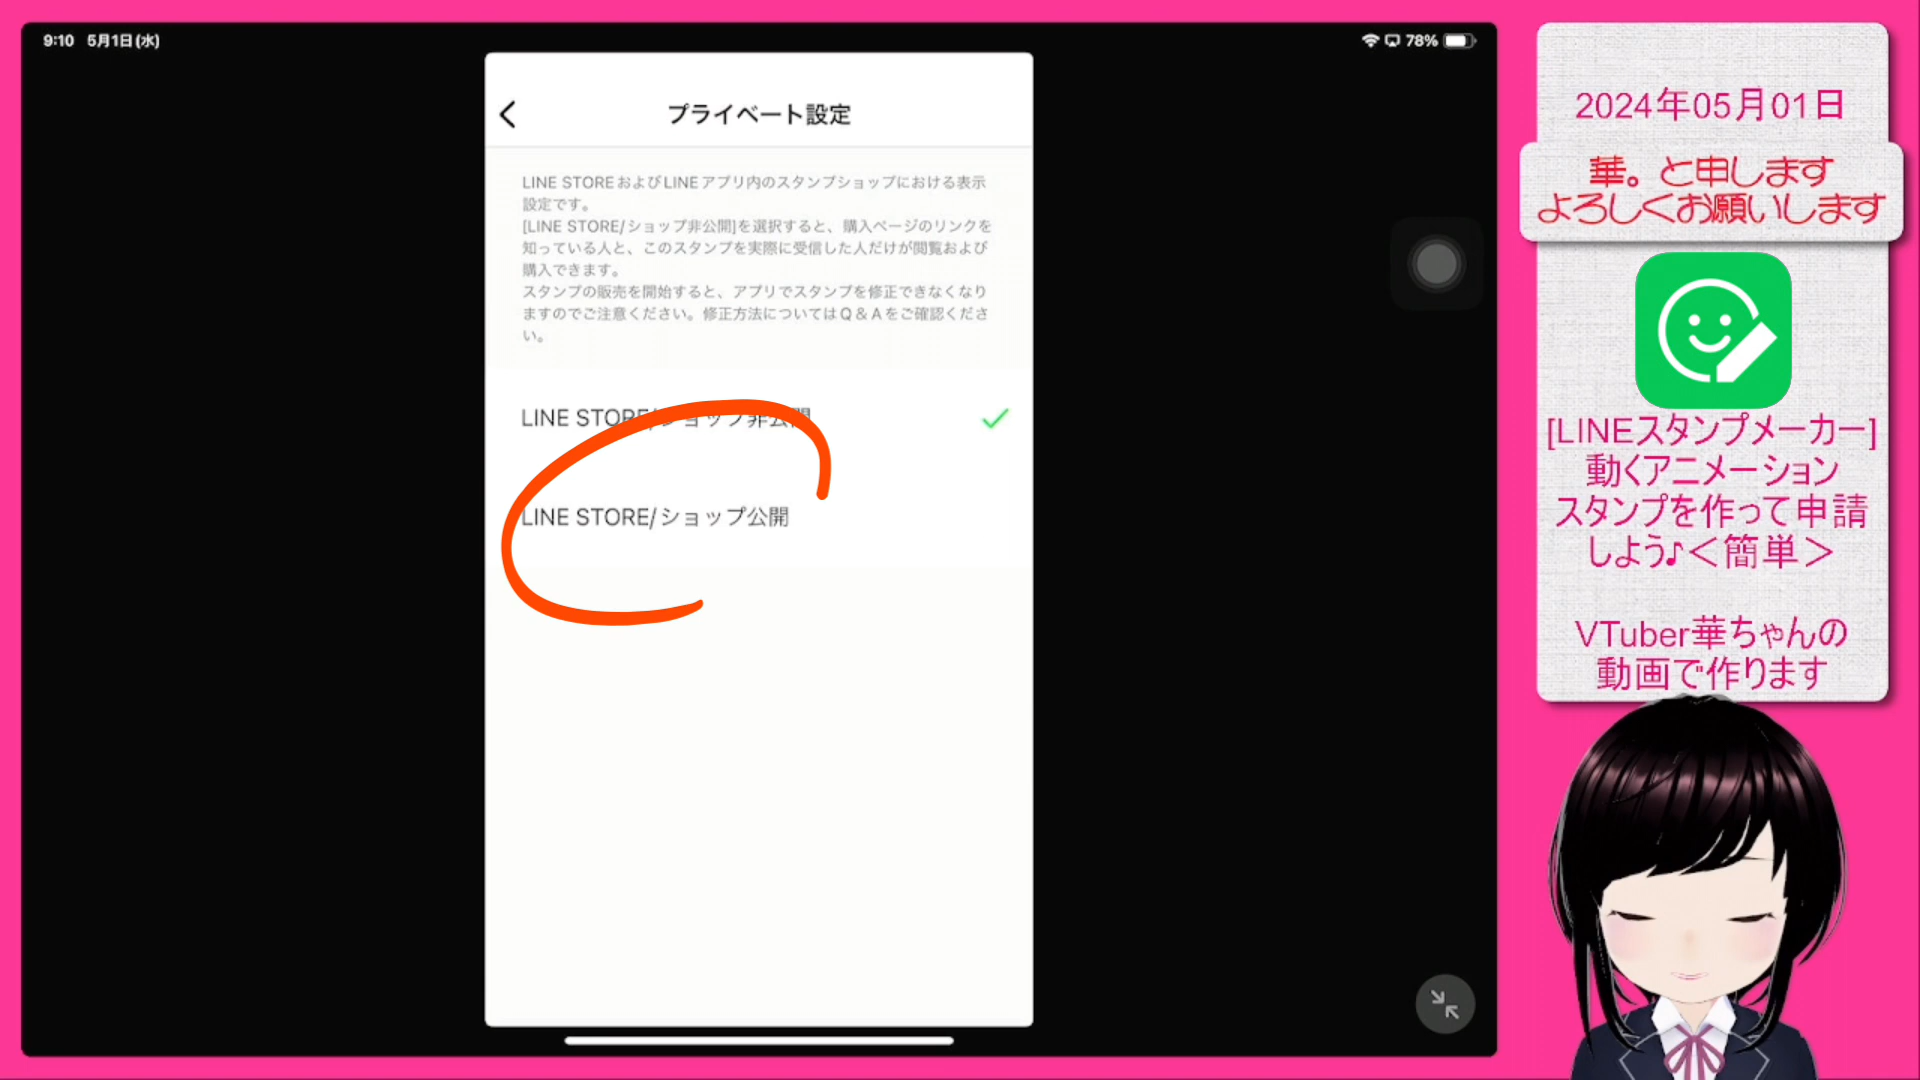 9:10 5月1日(水)
78%
プライベート設定
LINE STOREおよびLINEアプリ内のスタンプショップにおける表示
設定です。
[LINE STORE/ショップ非公開]を選択すると、購入ページのリンクを
知っている人と、このスタンプを実際に受信した人だけが閲覧および
購入できます。
スタンプの販売を開始すると、アプリでスタンプを修正できなくなり
ますのでご注意ください。修正方法についてはQ&Aをご確認くださ
い。
LINE STORE/ショップ非公開
LINE STORE/ショップ公開
2024年05月01日
華。と申します
よろしくお願いします
[LINEスタンプメーカー]
動くアニメーション
スタンプを作って申請
しよう♪＜簡単＞
VTuber華ちゃんの
動画で作ります